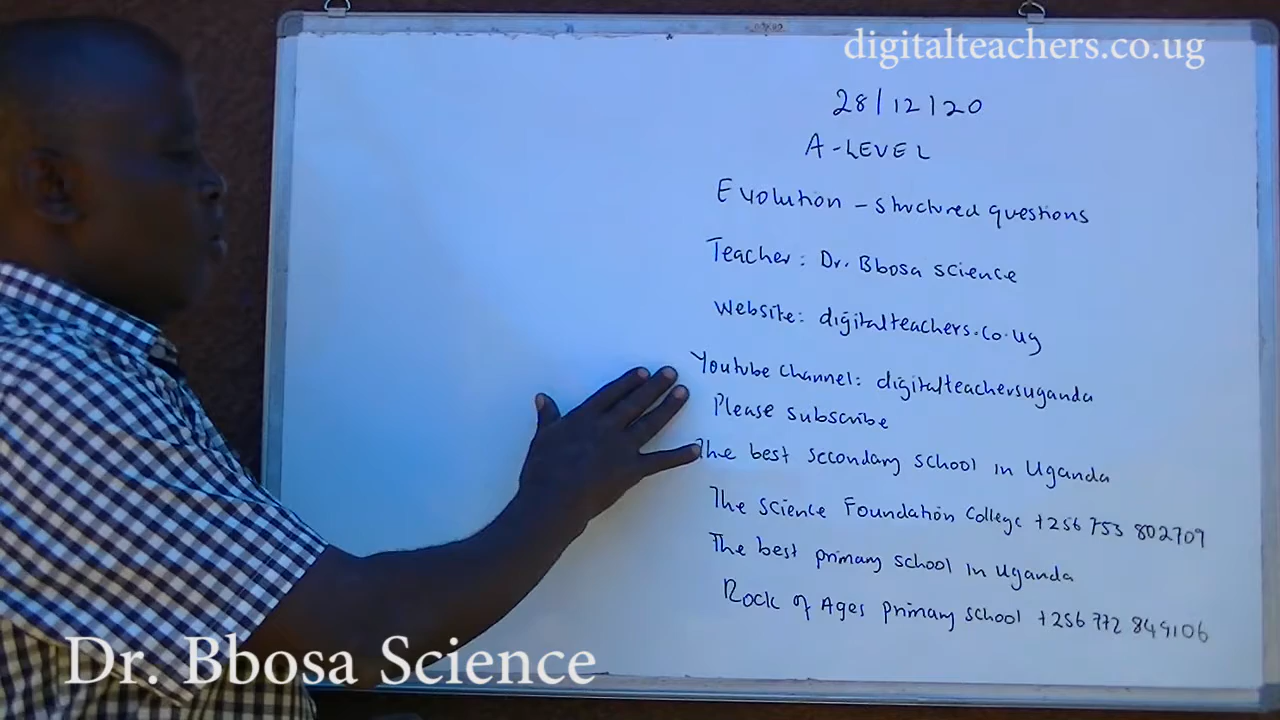 digitalteachers.co.ug
28/12/20
A-LEVEL
Evolution - structured questions
Teacher: Dr. Bbosa science
Website: digitalteachers.co.ug
Youtube channel: digitalteachersuganda
Please subscribe
The best secondary school in Uganda
The science Foundation College +256 753 802709
The best primary school in Uganda
Rock of Ages primary school +256 772 849106
Dr. Bbosa Science